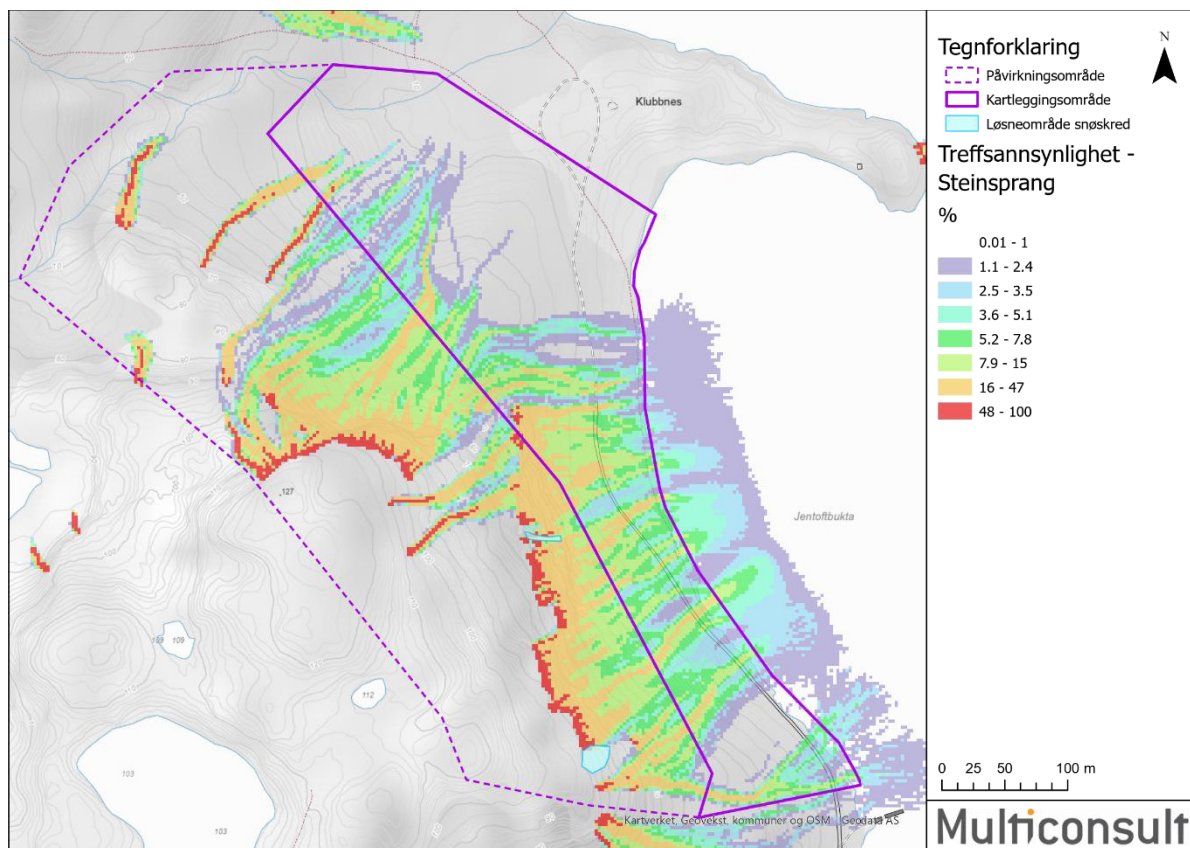 Tegnforklaring
N
Påvirkningsområde
Kartleggingsområde
Løsneområde snøskred
Treffsannsynlighet -
Steinsprang
%
0.01 - 1
1.1 - 2.4
2.5 - 3.5
3.6 - 5.1
5.2 - 7.8
7.9 - 15
16 - 47
48 - 100
Klubbnes
127
Jentoftbukta
112
103
103
0 25 50 100 m
Kartverket, Geovekst, kommuner og OSM - Geodata AS
Multiconsult